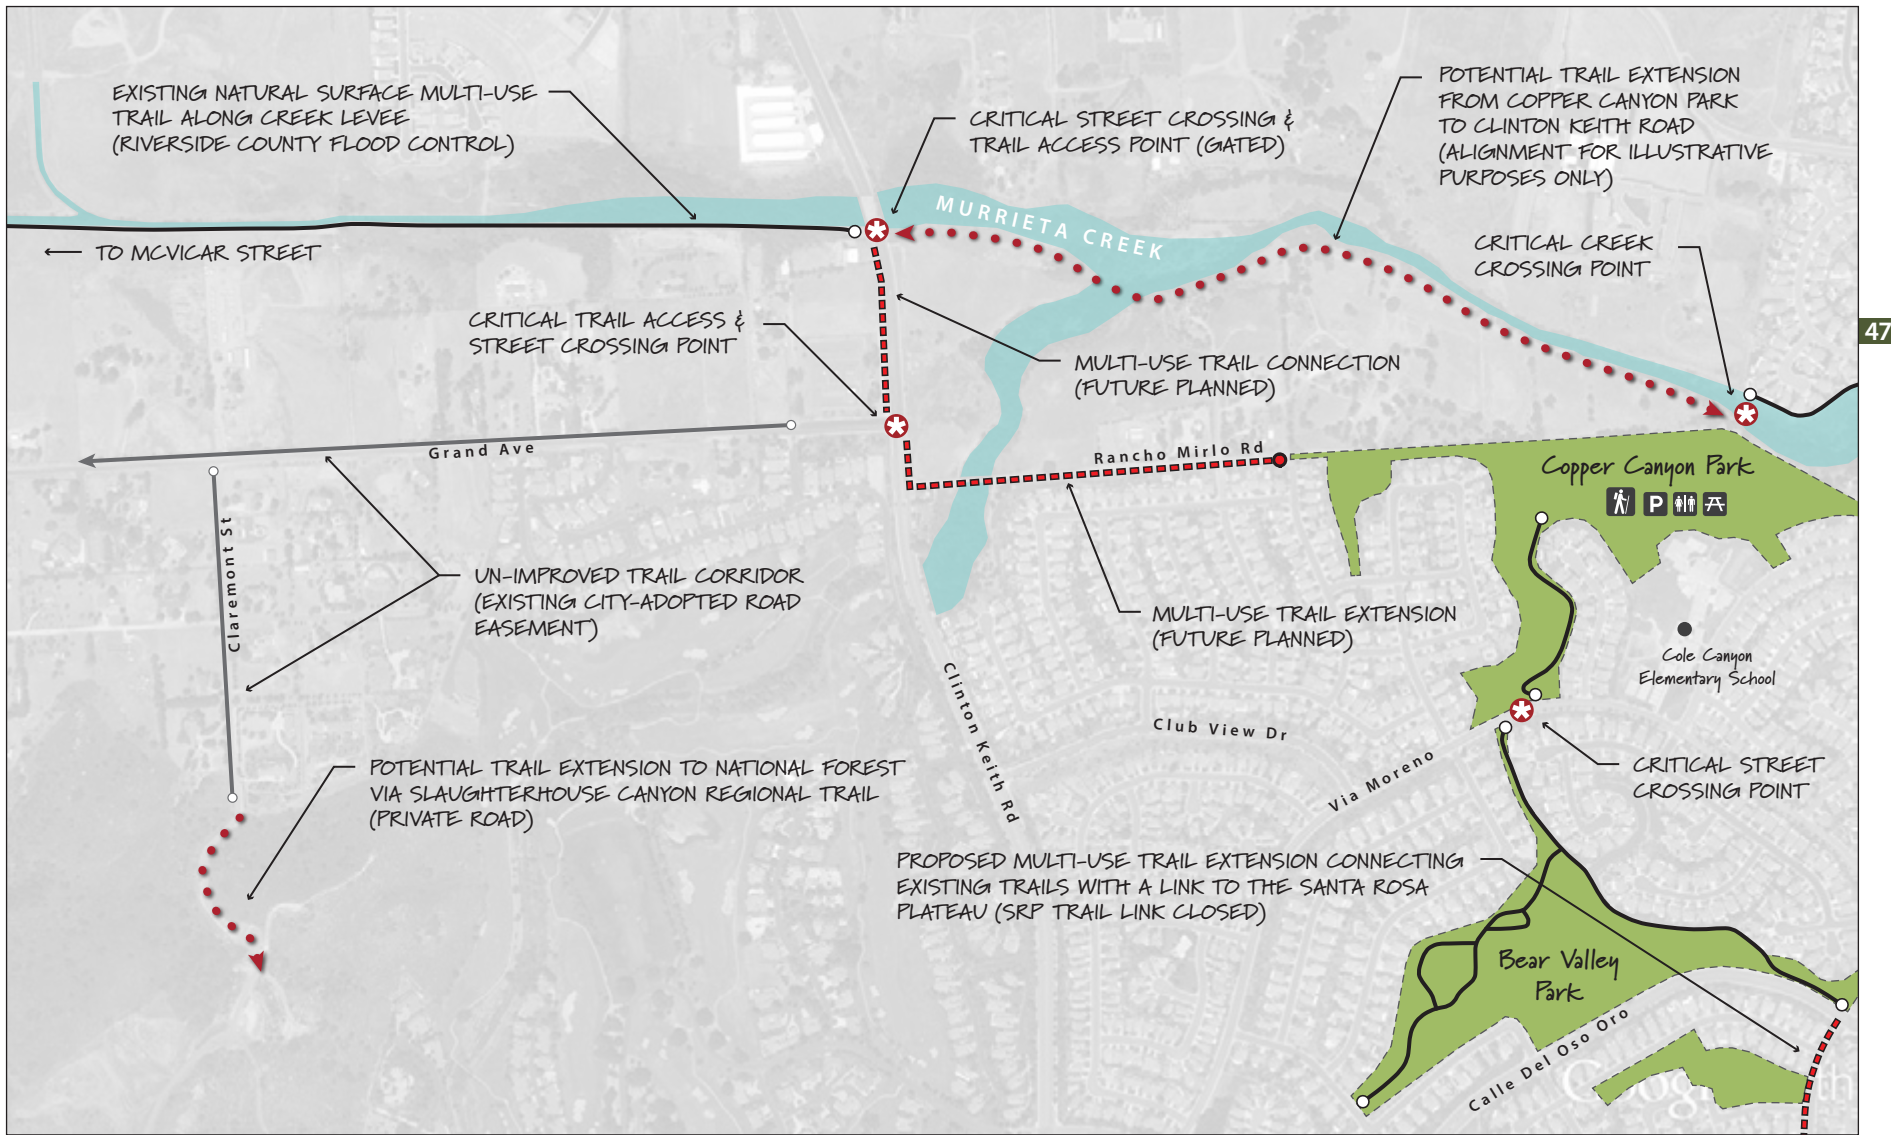 EXISTING NATURAL SURFACE MULTI-USE
TRAIL ALONG CREEK LEVEE
(RIVERSIDE COUNTY FLOOD CONTROL)
CRITICAL STREET CROSSING &
TRAIL ACCESS POINT (GATED)
POTENTIAL TRAIL EXTENSION
FROM COPPER CANYON PARK
TO CLINTON KEITH ROAD
(ALIGNMENT FOR ILLUSTRATIVE
PURPOSES ONLY)
MURRIETA CREEK
TO MCVICAR STREET
CRITICAL CREEK
CROSSING POINT
47
CRITICAL TRAIL ACCESS &
STREET CROSSING POINT
MULTI-USE TRAIL CONNECTION
(FUTURE PLANNED)
Grand Ave
Rancho Mirlo Rd
Copper Canyon Park
P
Claremont St
UN-IMPROVED TRAIL CORRIDOR
(EXISTING CITY-ADOPTED ROAD
EASEMENT)
MULTI-USE TRAIL EXTENSION
(FUTURE PLANNED)
Cole Canyon
Elementary School
Clinton Keith Rd
Club View Dr
Via Moreno
CRITICAL STREET
CROSSING POINT
POTENTIAL TRAIL EXTENSION TO NATIONAL FOREST
VIA SLAUGHTERHOUSE CANYON REGIONAL TRAIL
(PRIVATE ROAD)
PROPOSED MULTI-USE TRAIL EXTENSION CONNECTING
EXISTING TRAILS WITH A LINK TO THE SANTA ROSA
PLATEAU (SRP TRAIL LINK CLOSED)
Bear Valley
Park
Calle Del Oso Oro